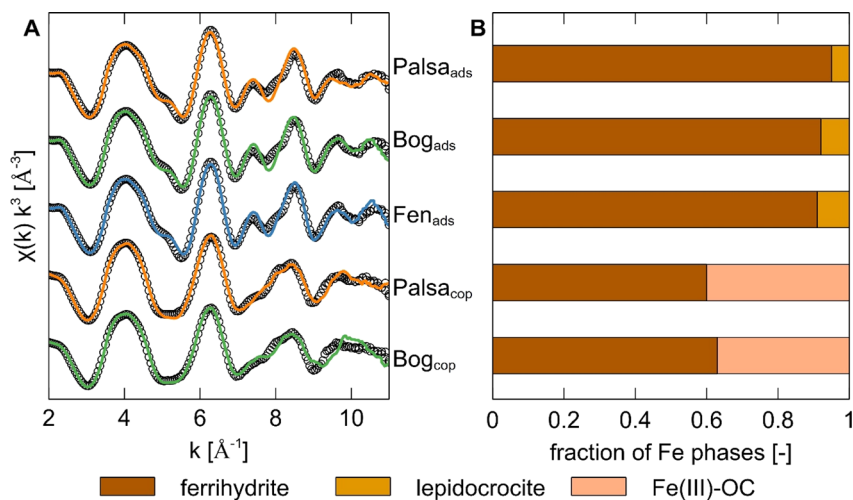 A
B
χ(k) k³ [Å⁻³]
Palsa_ads
Bog_ads
Fen_ads
Palsa_cop
Bog_cop
2 4 6 8 10
k [Å⁻¹]
0 0.2 0.4 0.6 0.8 1
fraction of Fe phases [-]
ferrihydrite lepidocrocite Fe(III)-OC